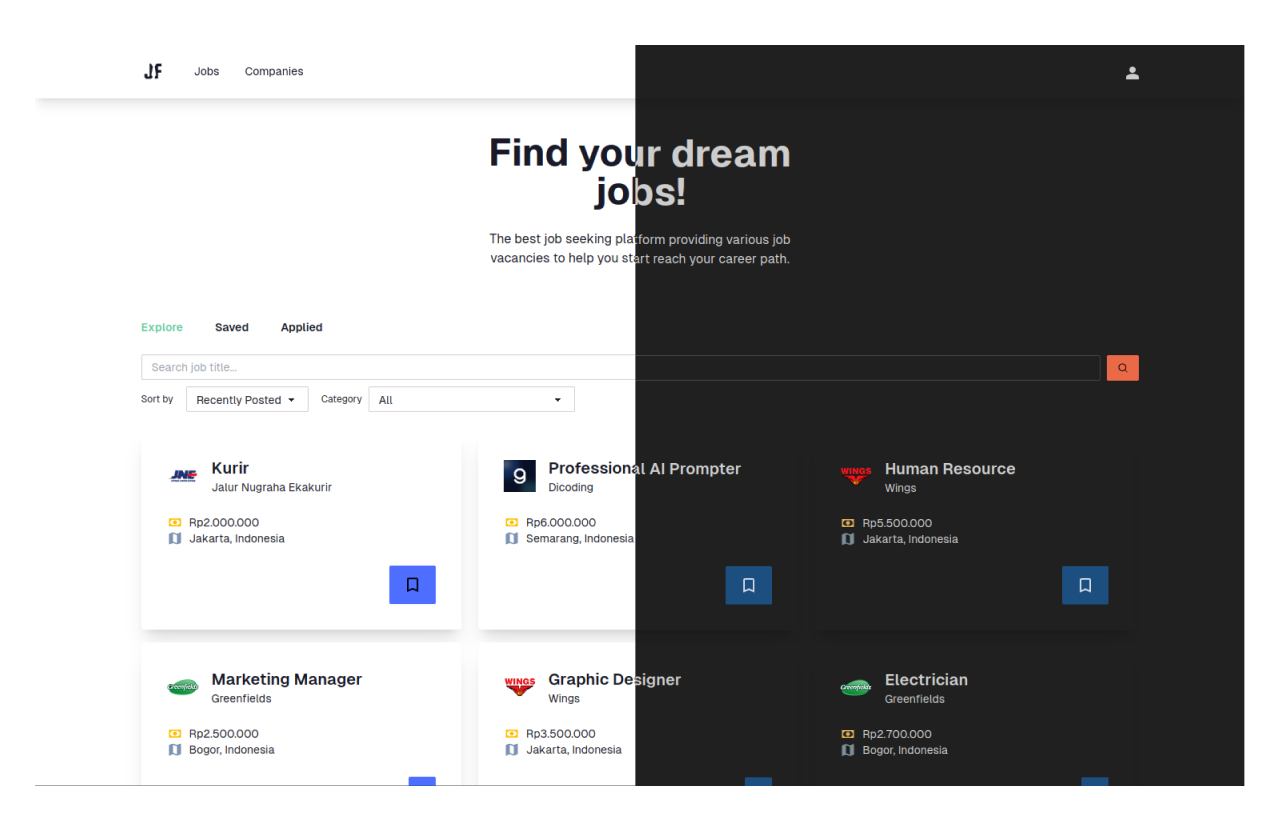 JF Jobs Companies
Find your dream
jobs!
The best job seeking platform providing various job
vacancies to help you start reach your career path.
Explore Saved Applied
Search job title...
Sort by Recently Posted Category All
JNE Kurir
Jalur Nugraha Ekakurir
Rp2.000.000
Jakarta, Indonesia
9 Professional AI Prompter
Dicoding
Rp6.000.000
Semarang, Indonesia
WINGS Human Resource
Wings
Rp5.500.000
Jakarta, Indonesia
Greenfields Marketing Manager
Greenfields
Rp2.500.000
Bogor, Indonesia
WINGS Graphic Designer
Wings
Rp3.500.000
Jakarta, Indonesia
Greenfields Electrician
Greenfields
Rp2.700.000
Bogor, Indonesia